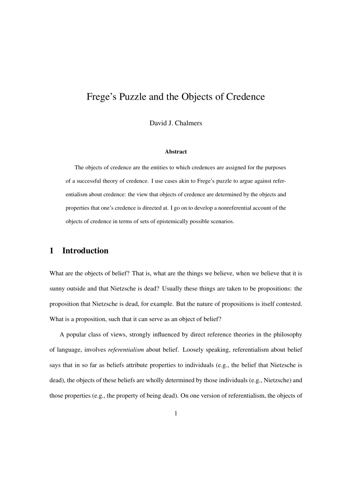 Frege's Puzzle and the Objects of Credence
David J. Chalmers
Abstract
The objects of credence are the entities to which credences are assigned for the purposes
of a successful theory of credence. I use cases akin to Frege's puzzle to argue against refer-
entialism about credence: the view that objects of credence are determined by the objects and
properties that one's credence is directed at. I go on to develop a nonreferential account of the
objects of credence in terms of sets of epistemically possible scenarios.
1 Introduction
What are the objects of belief? That is, what are the things we believe, when we believe that it is
sunny outside and that Nietzsche is dead? Usually these things are taken to be propositions: the
proposition that Nietzsche is dead, for example. But the nature of propositions is itself contested.
What is a proposition, such that it can serve as an object of belief?
A popular class of views, strongly influenced by direct reference theories in the philosophy
of language, involves referentialism about belief. Loosely speaking, referentialism about belief
says that in so far as beliefs attribute properties to individuals (e.g., the belief that Nietzsche is
dead), the objects of these beliefs are wholly determined by those individuals (e.g., Nietzsche) and
those properties (e.g., the property of being dead). On one version of referentialism, the objects of
1